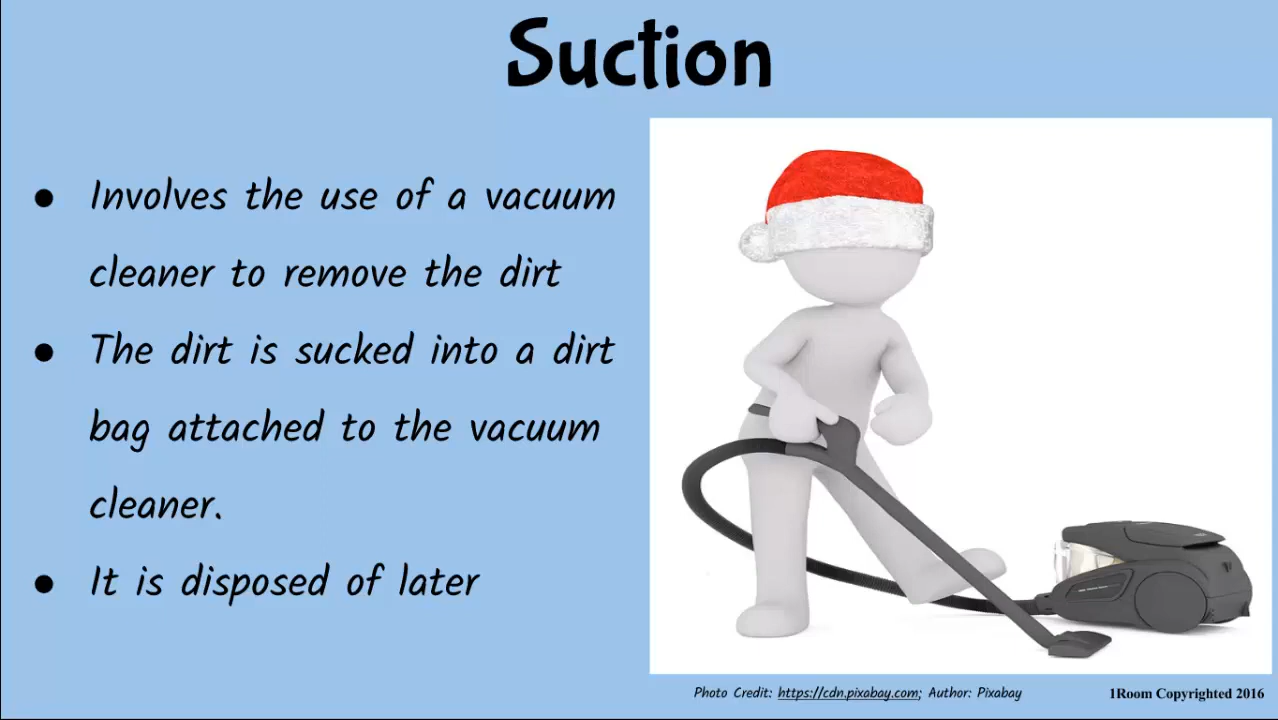 Suction
● Involves the use of a vacuum
cleaner to remove the dirt
● The dirt is sucked into a dirt
bag attached to the vacuum
cleaner.
● It is disposed of later
Photo Credit: https://cdn.pixabay.com; Author: Pixabay
1Room Copyrighted 2016